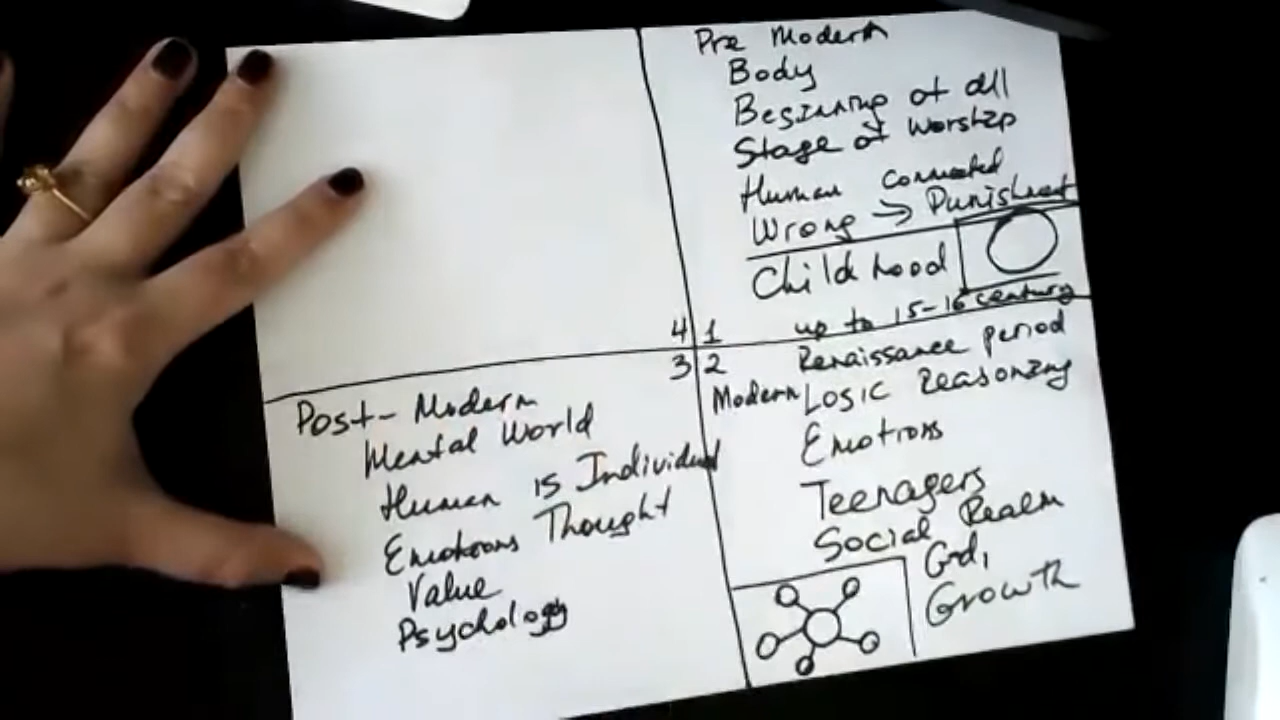 Pre Modern
Body
Beginning of all
Stage of Worship
Human connected
Wrong → Punishment
Childhood
up to 15-16 century
4 1
3 2
Renaissance period
Modern Logic Reasoning
Emotions
Teenagers
Social Realm
God,
Growth
Post-Modern
Mental World
Human is Individual
Emotions Thought
Value
Psychology